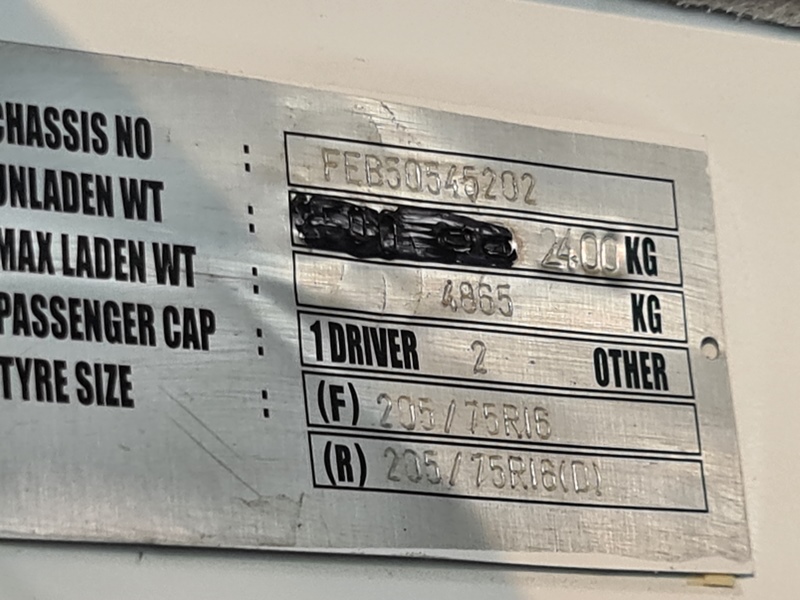 CHASSIS NO : FEB50545202
UNLADEN WT : 2400 KG
MAX LADEN WT : 4865 KG
PASSENGER CAP : 1 DRIVER 2 OTHER
TYRE SIZE : (F) 205/75R16
(R) 205/75R16(D)